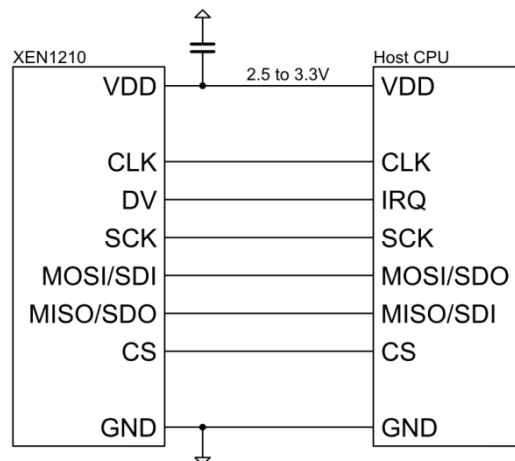 XEN1210 Host CPU
VDD 2.5 to 3.3V VDD
CLK CLK
DV IRQ
SCK SCK
MOSI/SDI MOSI/SDO
MISO/SDO MISO/SDI
CS CS
GND GND